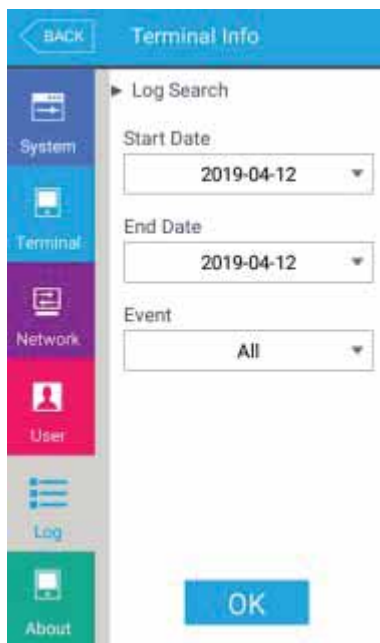 BACK
Terminal Info
System
Terminal
Network
User
Log
About
▶ Log Search
Start Date
2019-04-12
End Date
2019-04-12
Event
All
OK